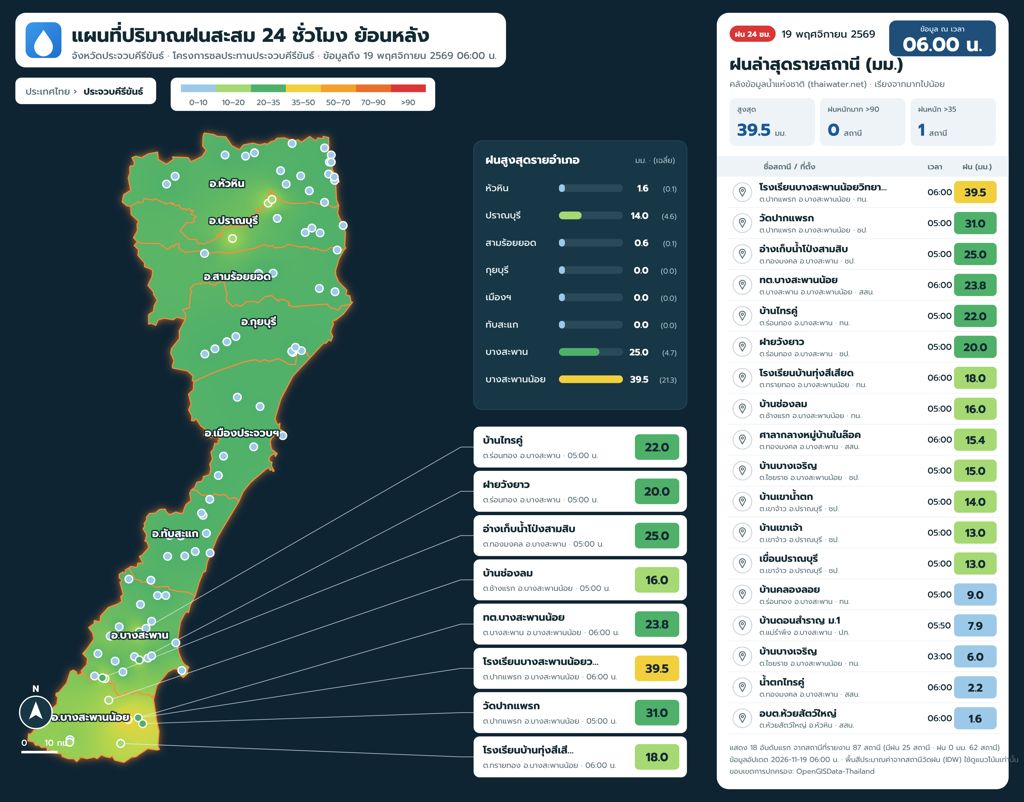 แผนที่ปริมาณฝนสะสม 24 ชั่วโมง ย้อนหลัง
จังหวัดประจวบคีรีขันธ์ · โครงการชลประทานประจวบคีรีขันธ์ · ข้อมูลถึง 19 พฤศจิกายน 2569 06:00 น.
ประเทศไทย › ประจวบคีรีขันธ์
0–10 10–20 20–35 35–50 50–70 70–90 >90
อ.หัวหิน
อ.ปราณบุรี
อ.สามร้อยยอด
อ.กุยบุรี
อ.เมืองประจวบฯ
อ.ทับสะแก
อ.บางสะพาน
อ.บางสะพานน้อย
N
0 10 กม.
ฝนสูงสุดรายอำเภอ มม. · (เฉลี่ย)
หัวหิน 1.6 (0.1)
ปราณบุรี 14.0 (4.6)
สามร้อยยอด 0.6 (0.1)
กุยบุรี 0.0 (0.0)
เมืองฯ 0.0 (0.0)
ทับสะแก 0.0 (0.0)
บางสะพาน 25.0 (4.7)
บางสะพานน้อย 39.5 (21.3)
บ้านไทรคู่ 22.0
ต.ร่อนทอง อ.บางสะพาน · 05:00 น.
ฝายวังยาว 20.0
ต.ร่อนทอง อ.บางสะพาน · 05:00 น.
อ่างเก็บน้ำโป่งสามสิบ 25.0
ต.ทองมงคล อ.บางสะพาน · 05:00 น.
บ้านช่องลม 16.0
ต.ช้างแรก อ.บางสะพานน้อย · 05:00 น.
ทต.บางสะพานน้อย 23.8
ต.บางสะพาน อ.บางสะพานน้อย · 06:00 น.
โรงเรียนบางสะพานน้อยว… 39.5
ต.ปากแพรก อ.บางสะพานน้อย · 06:00 น.
วัดปากแพรก 31.0
ต.ปากแพรก อ.บางสะพานน้อย · 05:00 น.
โรงเรียนบ้านทุ่งสีเสี… 18.0
ต.ทรายทอง อ.บางสะพานน้อย · 06:00 น.
ฝน 24 ชม. 19 พฤศจิกายน 2569
ข้อมูล ณ เวลา
06.00 น.
ฝนล่าสุดรายสถานี (มม.)
คลังข้อมูลน้ำแห่งชาติ (thaiwater.net) · เรียงจากมากไปน้อย
สูงสุด ฝนหนักมาก >90 ฝนหนัก >35
39.5 มม. 0 สถานี 1 สถานี
ชื่อสถานี / ที่ตั้ง เวลา ฝน (มม.)
โรงเรียนบางสะพานน้อยวิทยา… 06:00 39.5
ต.ปากแพรก อ.บางสะพานน้อย · ทน.
วัดปากแพรก 05:00 31.0
ต.ปากแพรก อ.บางสะพานน้อย · ชป.
อ่างเก็บน้ำโป่งสามสิบ 05:00 25.0
ต.ทองมงคล อ.บางสะพาน · ชป.
ทต.บางสะพานน้อย 06:00 23.8
ต.บางสะพาน อ.บางสะพานน้อย · สสน.
บ้านไทรคู่ 05:00 22.0
ต.ร่อนทอง อ.บางสะพาน · ทน.
ฝายวังยาว 05:00 20.0
ต.ร่อนทอง อ.บางสะพาน · ชป.
โรงเรียนบ้านทุ่งสีเสียด 06:00 18.0
ต.ทรายทอง อ.บางสะพานน้อย · ทน.
บ้านช่องลม 05:00 16.0
ต.ช้างแรก อ.บางสะพานน้อย · ทน.
ศาลากลางหมู่บ้านในล๊อค 06:00 15.4
ต.ทองมงคล อ.บางสะพาน · สสน.
บ้านบางเจริญ 05:00 15.0
ต.ไชยราช อ.บางสะพานน้อย · ชป.
บ้านเขาน้ำตก 05:00 14.0
ต.เขาจ้าว อ.ปราณบุรี · ชป.
บ้านเขาเจ้า 05:00 13.0
ต.เขาจ้าว อ.ปราณบุรี · ชป.
เขื่อนปราณบุรี 05:00 13.0
ต.เขาจ้าว อ.ปราณบุรี · ชป.
บ้านคลองลอย 05:00 9.0
ต.ร่อนทอง อ.บางสะพาน · ทน.
บ้านดอนสำราญ ม.1 05:50 7.9
ต.แม่รำพึง อ.บางสะพาน · ปภ.
บ้านบางเจริญ 03:00 6.0
ต.ไชยราช อ.บางสะพานน้อย · ทน.
น้ำตกไทรคู่ 06:00 2.2
ต.ทองมงคล อ.บางสะพาน · สสน.
อบต.ห้วยสัตว์ใหญ่ 06:00 1.6
ต.ห้วยสัตว์ใหญ่ อ.หัวหิน · สสน.
แสดง 18 อันดับแรก จากสถานีที่รายงาน 87 สถานี (มีฝน 25 สถานี · ฝน 0 มม. 62 สถานี)
ข้อมูลอัปเดต 2026-11-19 06:00 น. · พื้นสีประมาณค่าจากสถานีวัดฝน (IDW) ใช้ดูแนวโน้มเท่านั้น
ขอบเขตการปกครอง: OpenGISData-Thailand